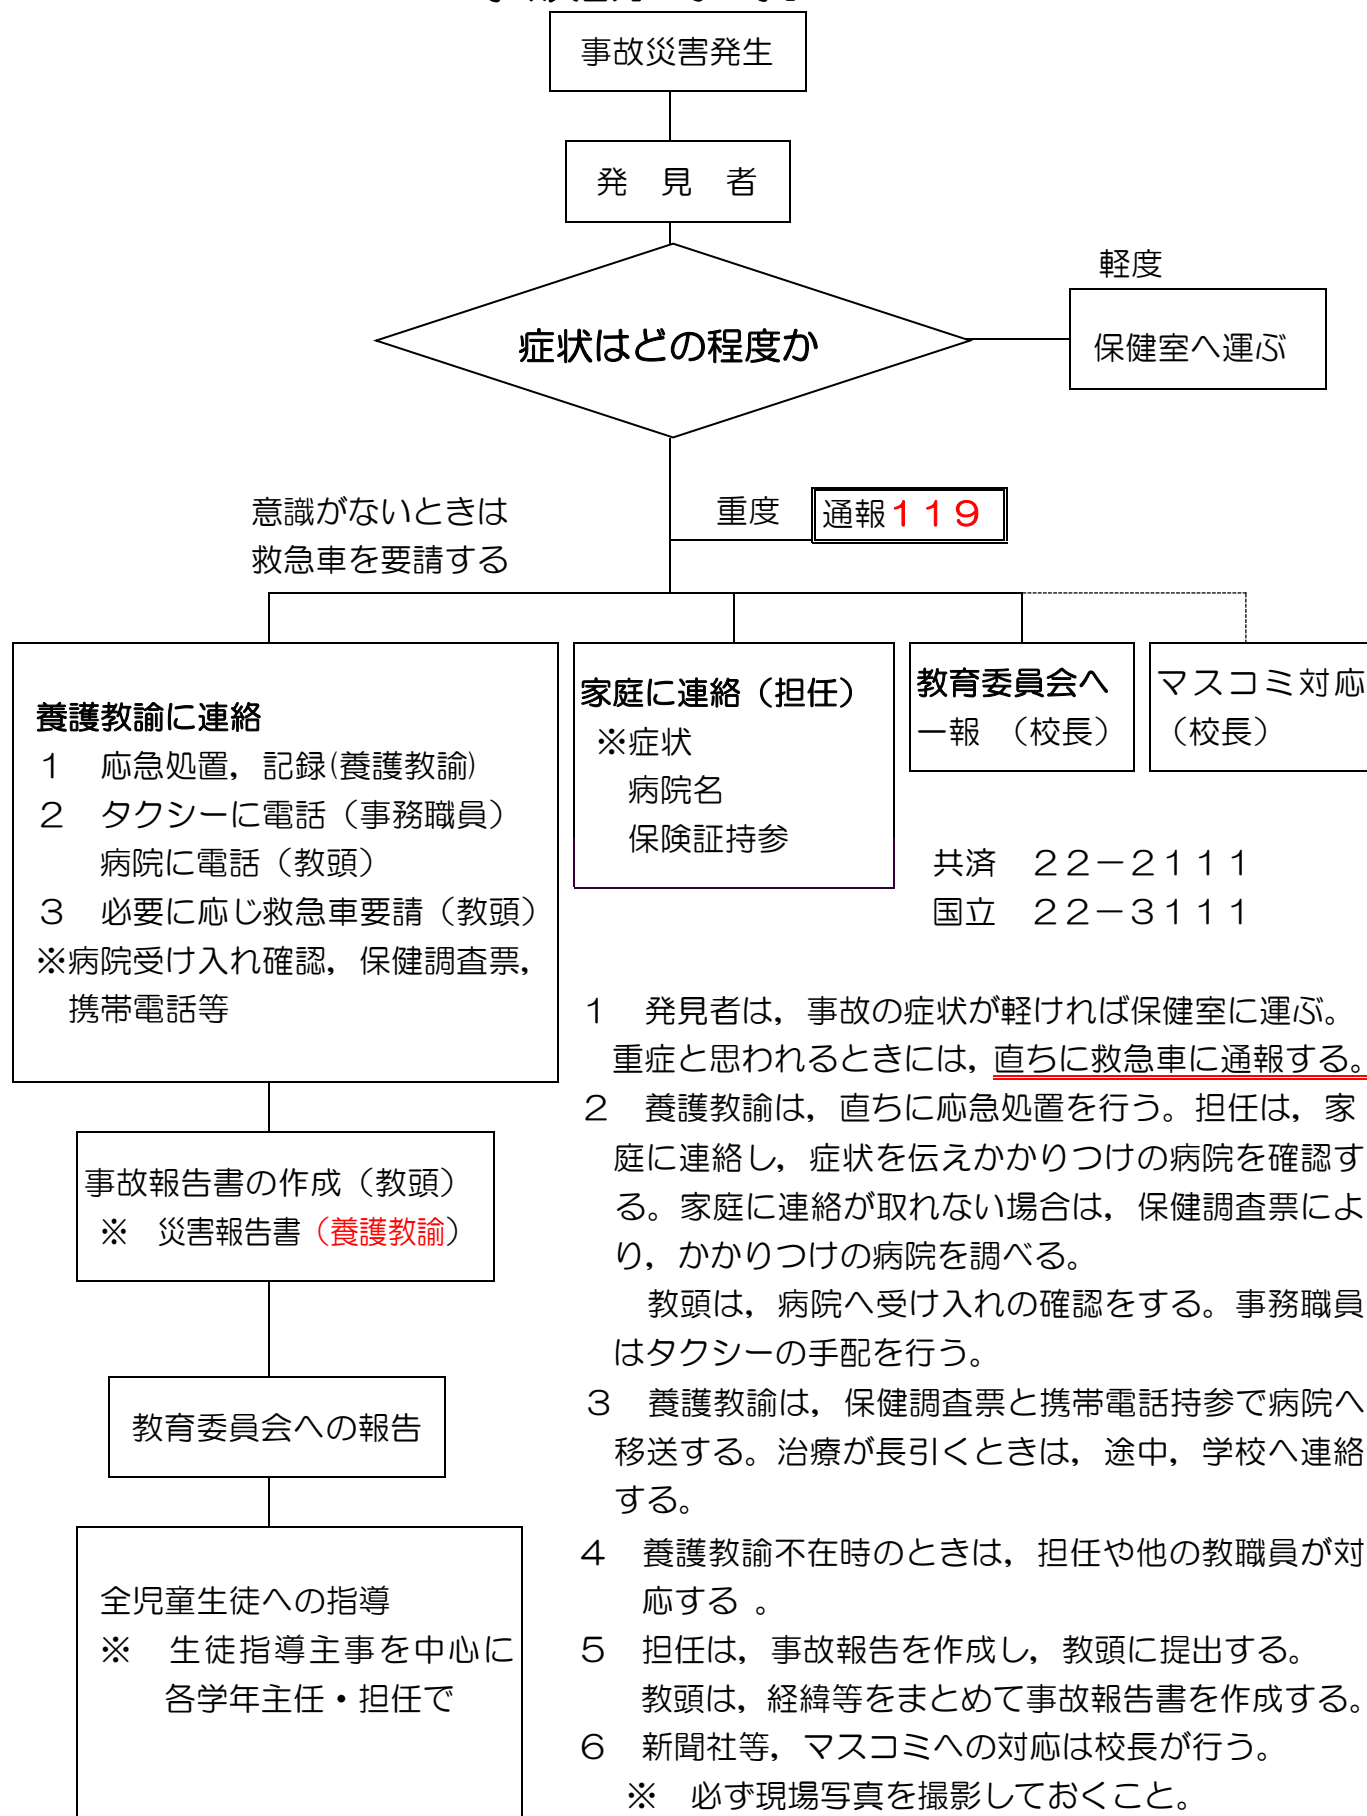 事故災害発生
発　見　者
症状はどの程度か
軽度
保健室へ運ぶ
意識がないときは
救急車を要請する
重度
通報１１９
養護教諭に連絡
１　応急処置，記録(養護教諭)
２　タクシーに電話（事務職員）
病院に電話（教頭）
３　必要に応じ救急車要請（教頭）
※病院受け入れ確認，保健調査票，
携帯電話等
家庭に連絡（担任）
※症状
病院名
保険証持参
教育委員会へ
一報　（校長）
マスコミ対応
（校長）
共済　２２－２１１１
国立　２２－３１１１
事故報告書の作成（教頭）
※　災害報告書（養護教諭）
教育委員会への報告
全児童生徒への指導
※　生徒指導主事を中心に
各学年主任・担任で
１　発見者は，事故の症状が軽ければ保健室に運ぶ。
重症と思われるときには，直ちに救急車に通報する。
２　養護教諭は，直ちに応急処置を行う。担任は，家
庭に連絡し，症状を伝えかかりつけの病院を確認す
る。家庭に連絡が取れない場合は，保健調査票によ
り，かかりつけの病院を調べる。
教頭は，病院へ受け入れの確認をする。事務職員
はタクシーの手配を行う。
３　養護教諭は，保健調査票と携帯電話持参で病院へ
移送する。治療が長引くときは，途中，学校へ連絡
する。
４　養護教諭不在時のときは，担任や他の教職員が対
応する 。
５　担任は，事故報告を作成し，教頭に提出する。
教頭は，経緯等をまとめて事故報告書を作成する。
６　新聞社等，マスコミへの対応は校長が行う。
※　必ず現場写真を撮影しておくこと。